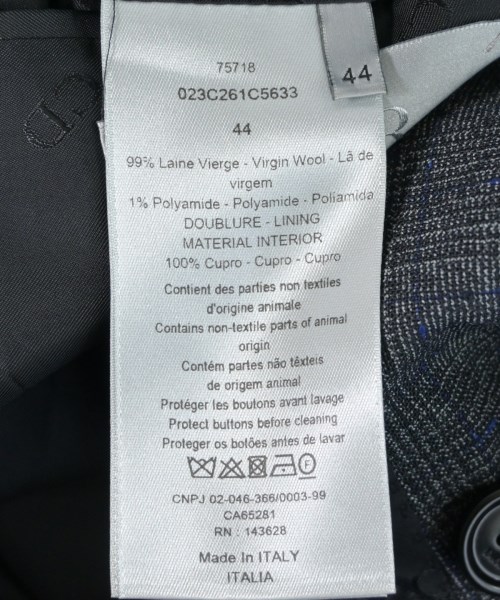 75718
023C261C5633
44
44
99% Laine Vierge - Virgin Wool - Lã de
virgem
1% Polyamide - Polyamide - Poliamida
DOUBLURE - LINING
MATERIAL INTERIOR
100% Cupro - Cupro - Cupro
Contient des parties non textiles
d'origine animale
Contains non-textile parts of animal
origin
Contém partes não têxteis
de origem animal
Protéger les boutons avant lavage
Protect buttons before cleaning
Proteger os botões antes de lavar
CNPJ 02-046-366/0003-99
CA65281
RN : 143628
Made In ITALY
ITALIA